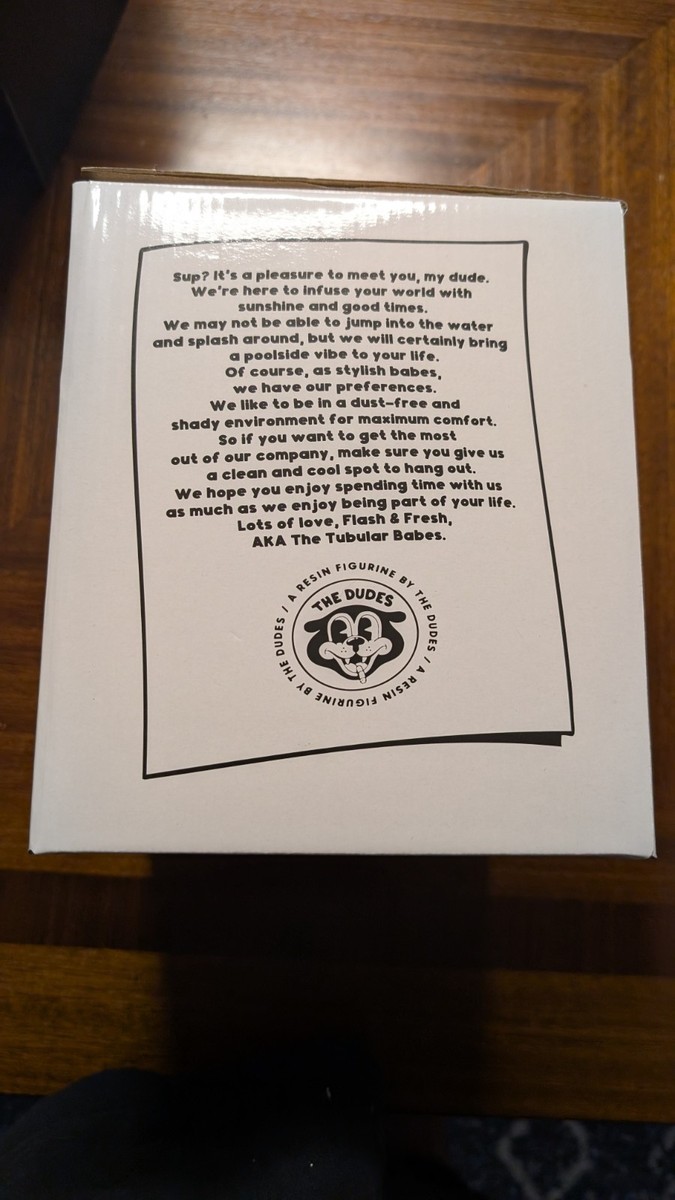 Sup? It's a pleasure to meet you, my dude.
We're here to infuse your world with
sunshine and good times.
We may not be able to jump into the water
and splash around, but we will certainly bring
a poolside vibe to your life.
Of course, as stylish babes,
we have our preferences.
We like to be in a dust-free and
shady environment for maximum comfort.
So if you want to get the most
out of our company, make sure you give us
a clean and cool spot to hang out.
We hope you enjoy spending time with us
as much as we enjoy being part of your life.
Lots of love, Flash & Fresh,
AKA The Tubular Babes.
A RESIN FIGURINE BY THE DUDES / A RESIN FIGURINE BY THE DUDES /
THE DUDES